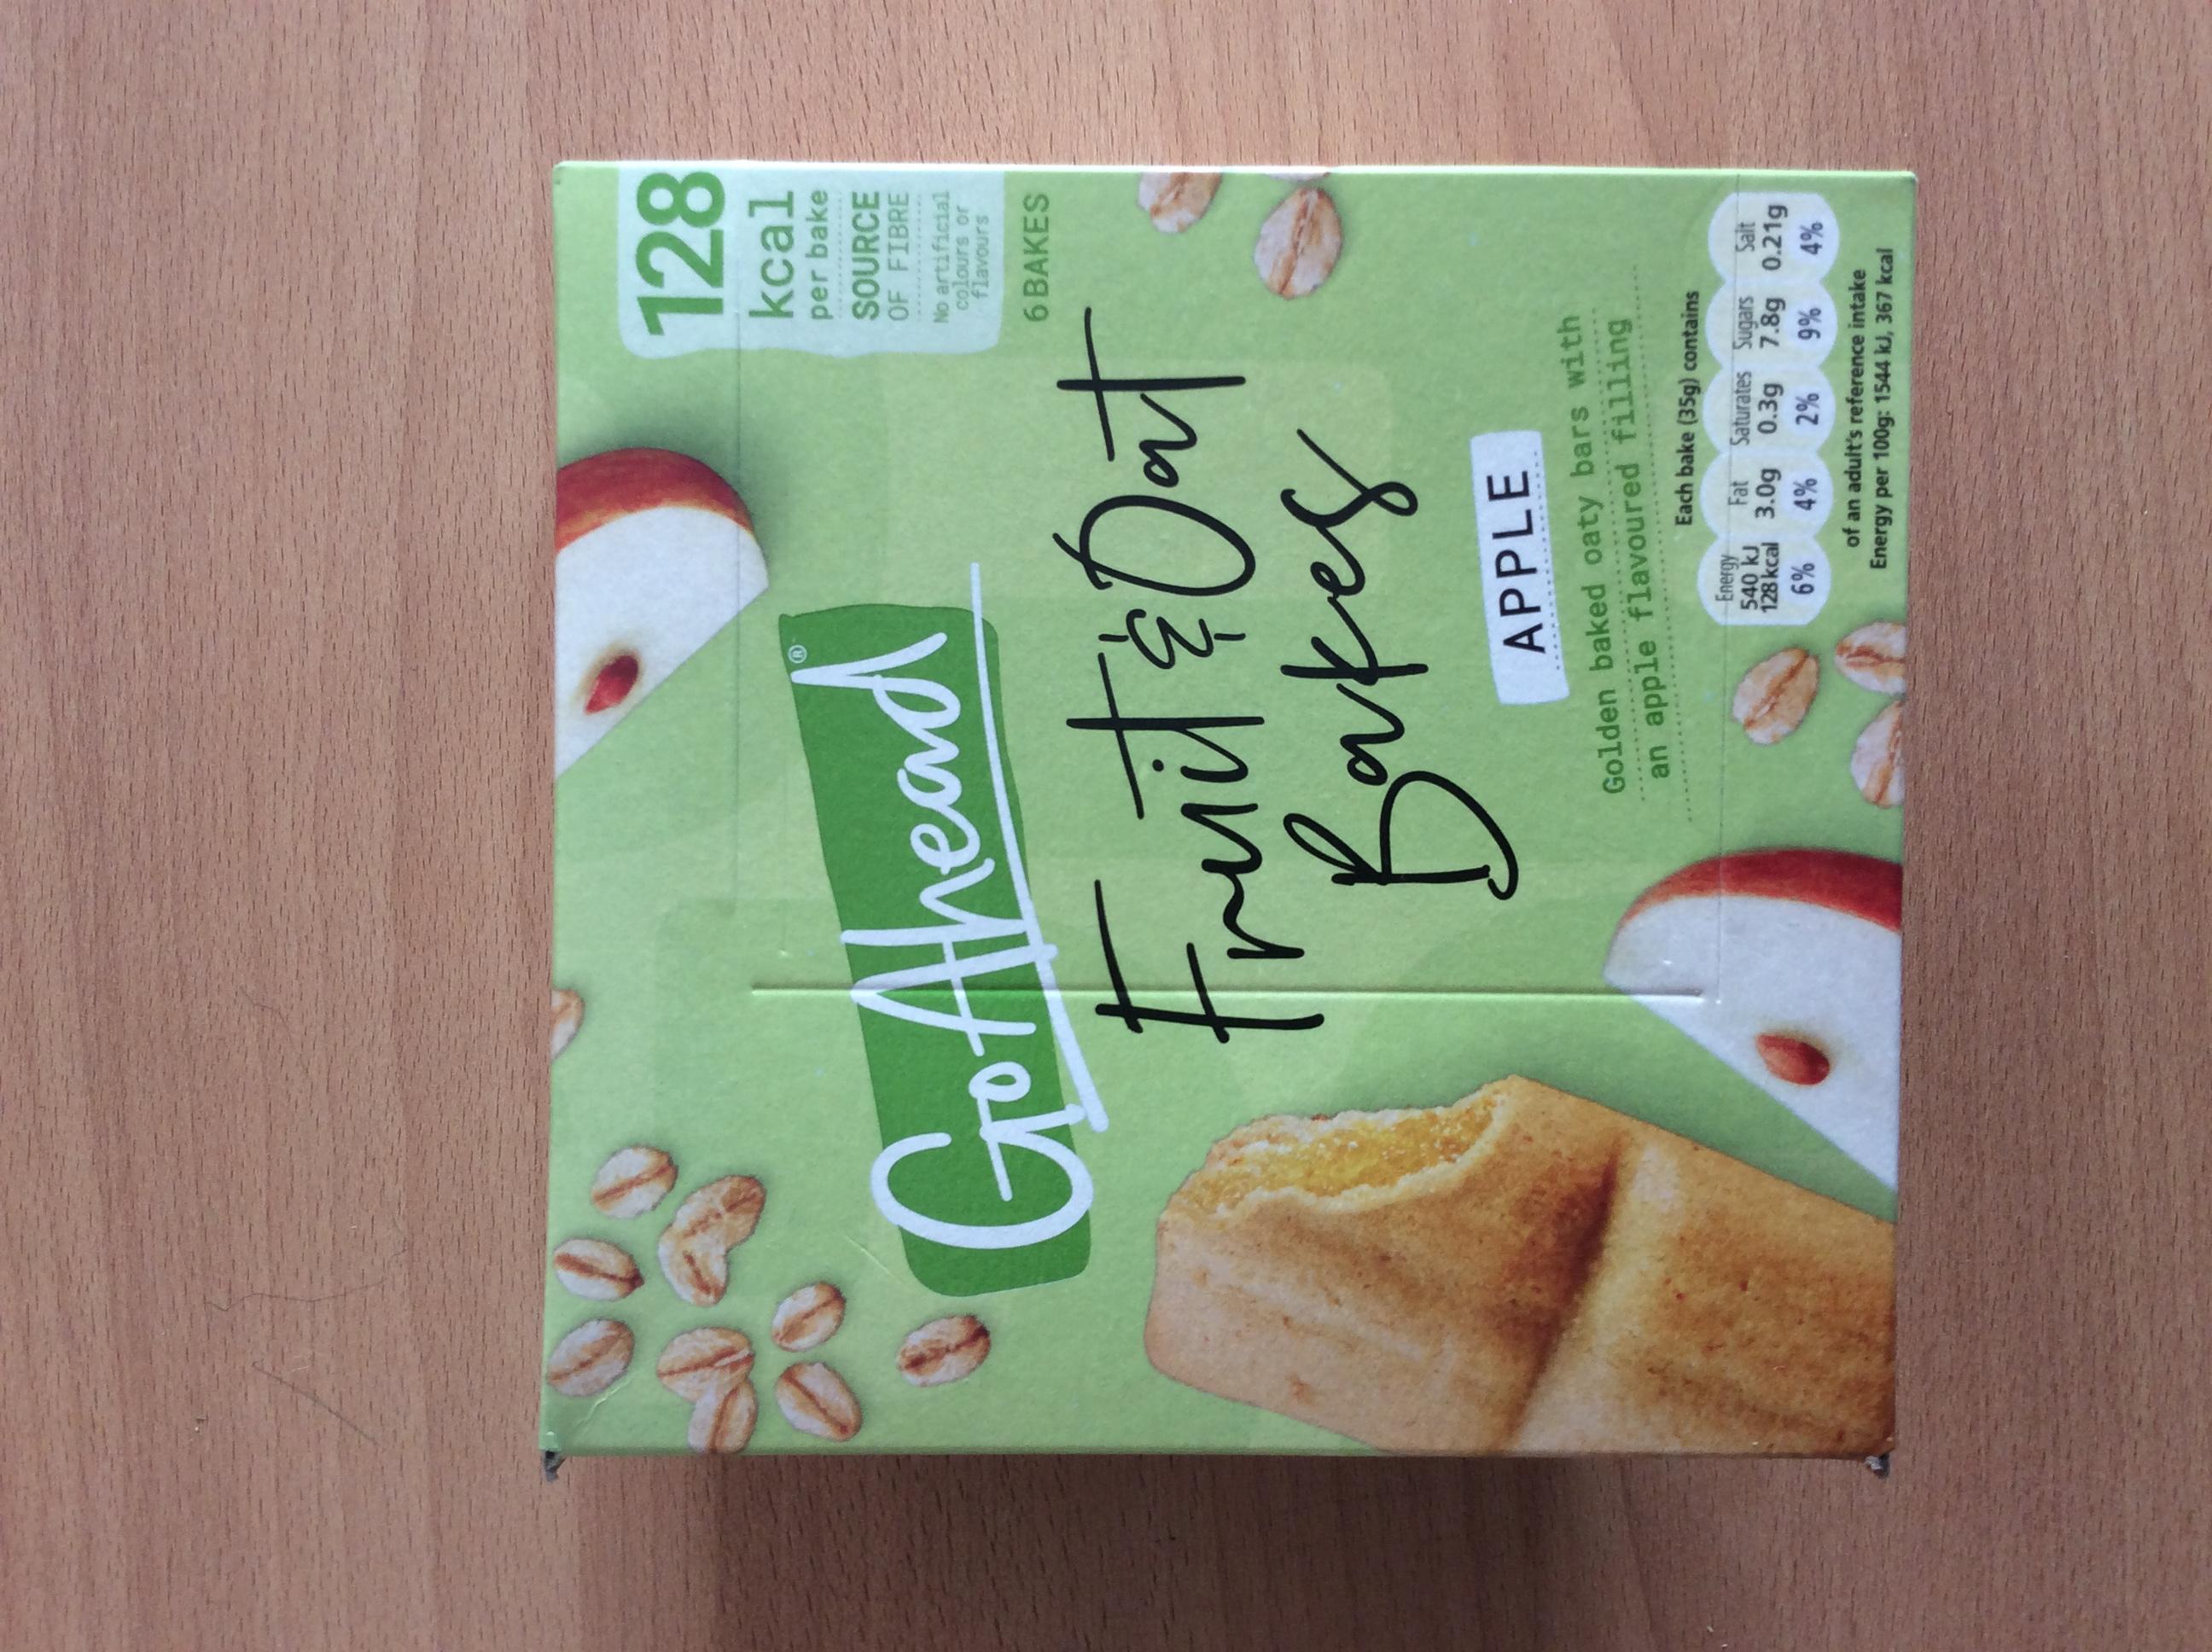 128
kcal
per bake
SOURCE
OF FIBRE
No artificial
colours or
flavours
6 BAKES
Go Ahead®
Fruit & Oat
Bakes
APPLE
Golden baked oaty bars with
an apple flavoured filling
Each bake (35g) contains
Energy Fat Saturates Sugars Salt
540 kJ
128 kcal 3.0g 0.3g 7.8g 0.21g
6% 4% 2% 9% 4%
of an adult's reference intake
Energy per 100g: 1544 kJ, 367 kcal